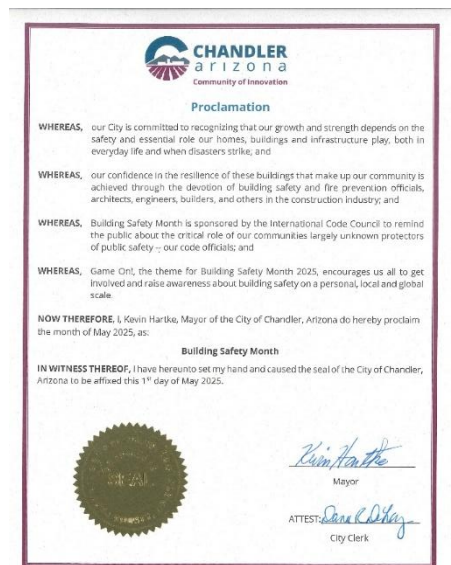 CHANDLER
arizona
Community of Innovation
Proclamation
WHEREAS, our City is committed to recognizing that our growth and strength depends on the
safety and essential role our homes, buildings and infrastructure play, both in
everyday life and when disasters strike; and
WHEREAS, our confidence in the resilience of these buildings that make up our community is
achieved through the devotion of building safety and fire prevention officials,
architects, engineers, builders, and others in the construction industry; and
WHEREAS, Building Safety Month is sponsored by the International Code Council to remind
the public about the critical role of our communities largely unknown protectors
of public safety – our code officials; and
WHEREAS, Game On!, the theme for Building Safety Month 2025, encourages us all to get
involved and raise awareness about building safety on a personal, local and global
scale.
NOW THEREFORE, I, Kevin Hartke, Mayor of the City of Chandler, Arizona do hereby proclaim
the month of May 2025, as:
Building Safety Month
IN WITNESS THEREOF, I have hereunto set my hand and caused the seal of the City of Chandler,
Arizona to be affixed this 1st day of May 2025.
SEAL
Kevin Hartke
Mayor
ATTEST: Dana R. DeLong
City Clerk